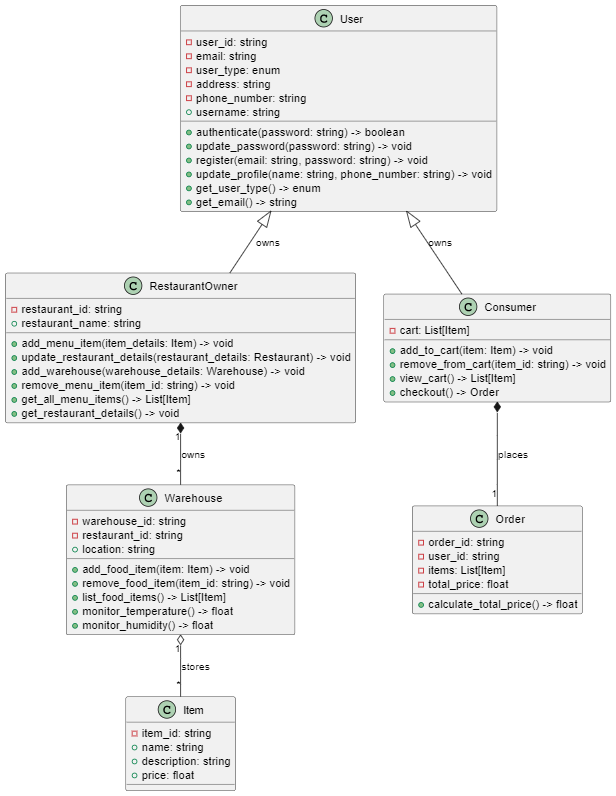 C User
user_id: string
email: string
user_type: enum
address: string
phone_number: string
username: string
authenticate(password: string) -> boolean
update_password(password: string) -> void
register(email: string, password: string) -> void
update_profile(name: string, phone_number: string) -> void
get_user_type() -> enum
get_email() -> string
owns
owns
C RestaurantOwner
restaurant_id: string
restaurant_name: string
add_menu_item(item_details: Item) -> void
update_restaurant_details(restaurant_details: Restaurant) -> void
add_warehouse(warehouse_details: Warehouse) -> void
remove_menu_item(item_id: string) -> void
get_all_menu_items() -> List[Item]
get_restaurant_details() -> void
C Consumer
cart: List[Item]
add_to_cart(item: Item) -> void
remove_from_cart(item_id: string) -> void
view_cart() -> List[Item]
checkout() -> Order
1
owns
*
places
1
C Warehouse
warehouse_id: string
restaurant_id: string
location: string
add_food_item(item: Item) -> void
remove_food_item(item_id: string) -> void
list_food_items() -> List[Item]
monitor_temperature() -> float
monitor_humidity() -> float
C Order
order_id: string
user_id: string
items: List[Item]
total_price: float
calculate_total_price() -> float
1
stores
*
C Item
item_id: string
name: string
description: string
price: float